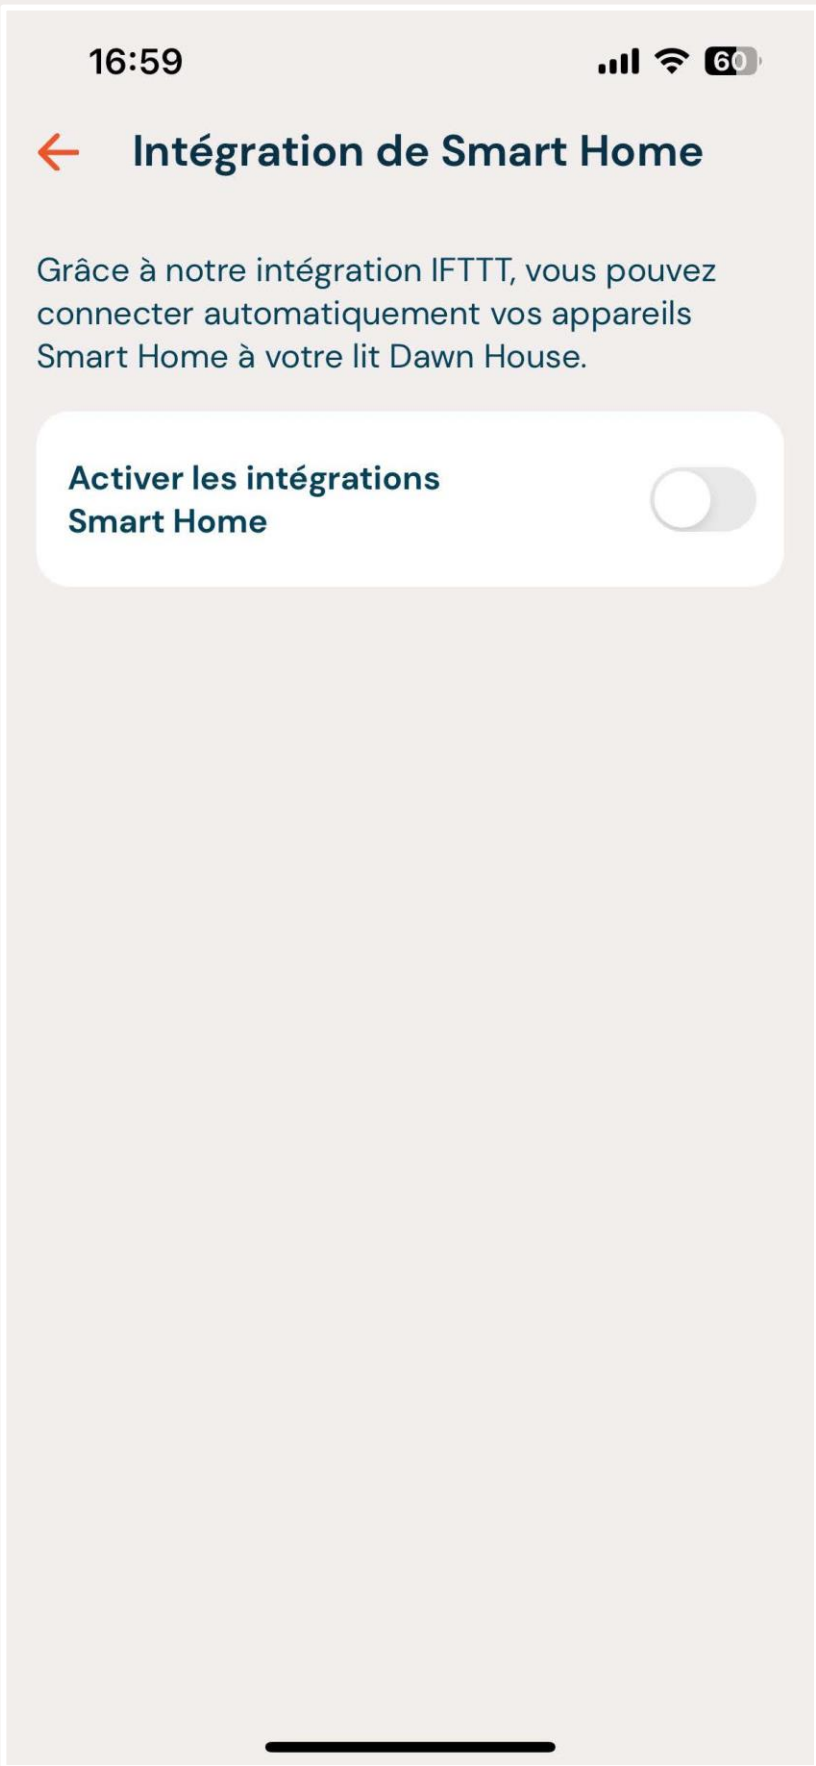 16:59
60
Intégration de Smart Home
Grâce à notre intégration IFTTT, vous pouvez
connecter automatiquement vos appareils
Smart Home à votre lit Dawn House.
Activer les intégrations
Smart Home